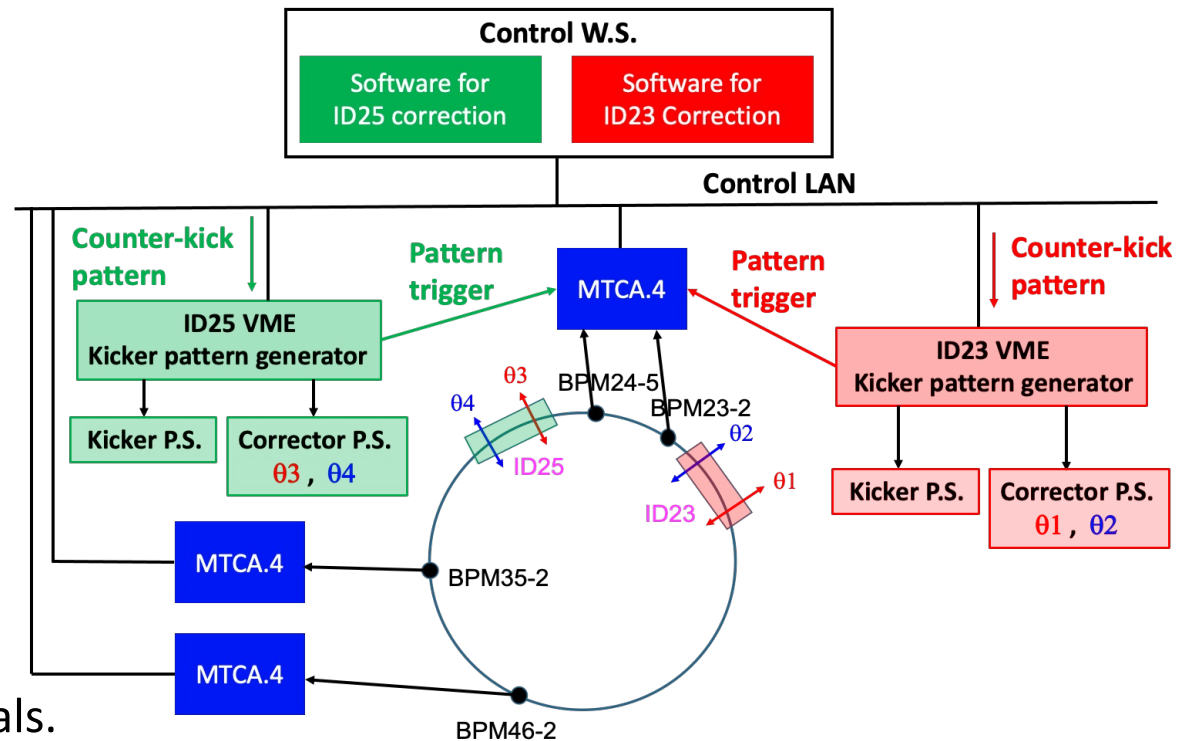 Control W.S.
Software for
ID25 correction
Software for
ID23 Correction
Control LAN
Counter-kick
pattern
Pattern
trigger
MTCA.4
Pattern
trigger
Counter-kick
pattern
ID25 VME
Kicker pattern generator
ID23 VME
Kicker pattern generator
Kicker P.S.
Corrector P.S.
θ3 , θ4
θ4
θ3
ID25
BPM24-5
BPM23-2
θ2
θ1
ID23
Kicker P.S.
Corrector P.S.
θ1 , θ2
MTCA.4
BPM35-2
MTCA.4
BPM46-2
als.